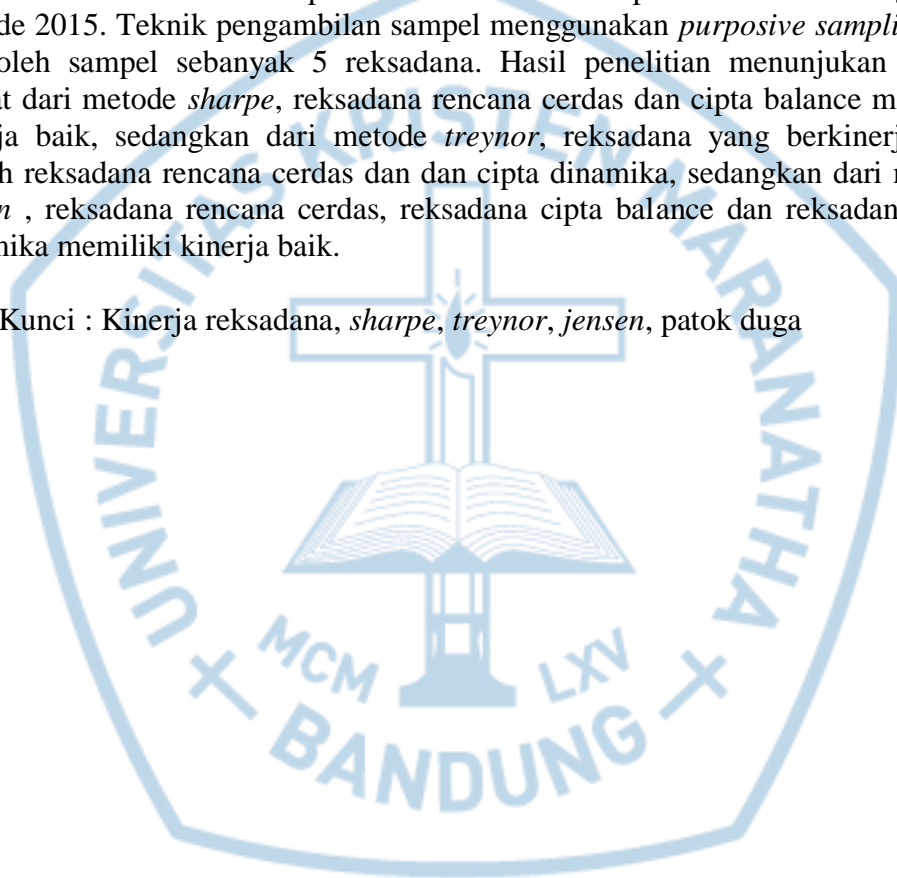 de 2015. Teknik pengambilan sampel menggunakan purposive sampli
oleh sampel sebanyak 5 reksadana. Hasil penelitian menunjukan
t dari metode sharpe, reksadana rencana cerdas dan cipta balance m
ja baik, sedangkan dari metode treynor, reksadana yang berkinerj
h reksadana rencana cerdas dan dan cipta dinamika, sedangkan dari
n , reksadana rencana cerdas, reksadana cipta balance dan reksadan
nika memiliki kinerja baik.
Kunci : Kinerja reksadana, sharpe, treynor, jensen, patok duga
UNIVERSITAS KRISTEN MARANATHA
MCM LXV
BANDUNG